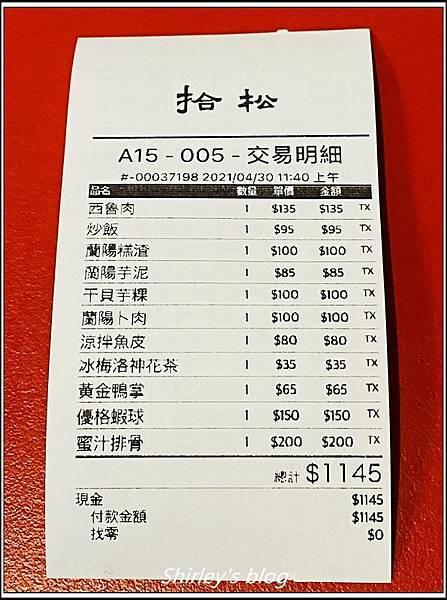 拾松
A15 - 005 - 交易明細
#-00037198 2021/04/30 11:40 上午
品名 數量 單價 金額
西魯肉 1 $135 $135 TX
炒飯 1 $95 $95 TX
蘭陽糕渣 1 $100 $100 TX
蘭陽芋泥 1 $85 $85 TX
干貝芋粿 1 $100 $100 TX
蘭陽卜肉 1 $100 $100 TX
涼拌魚皮 1 $80 $80 TX
冰梅洛神花茶 1 $35 $35 TX
黃金鴨掌 1 $65 $65 TX
優格蝦球 1 $150 $150 TX
蜜汁排骨 1 $200 $200 TX
總計 $1145
現金 $1145
付款金額 $1145
找零 $0
Shirley's blog